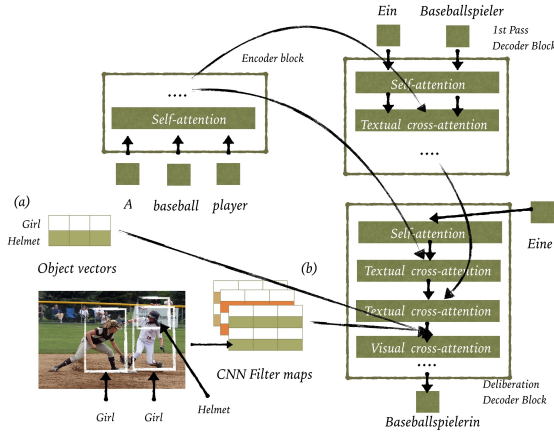 Ein Baseballspieler
1st Pass
Decoder Block
Encoder block
....
Self-attention
Self-attention
Textual cross-attention
....
A baseball player
(a)
Girl
Helmet
Object vectors
(b)
Self-attention
Eine
Textual cross-attention
Textual cross-attention
Visual cross-attention
....
CNN Filter maps
Deliberation
Decoder Block
Girl Girl Helmet
Baseballspielerin